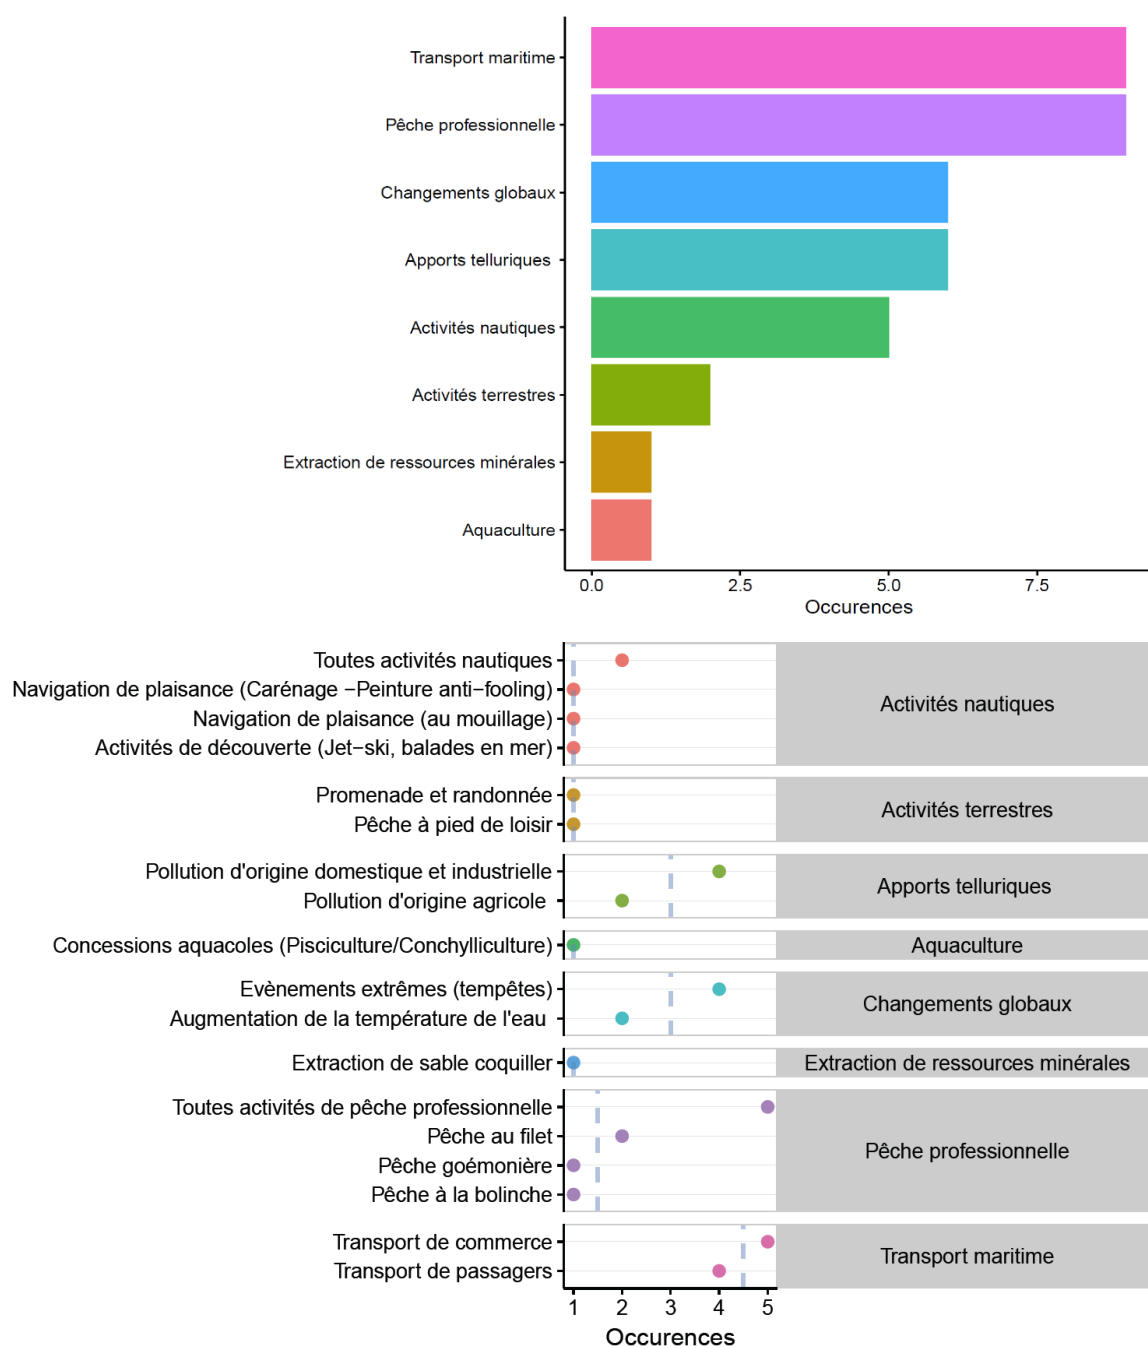 Transport maritime
Pêche professionnelle
Changements globaux
Apports telluriques
Activités nautiques
Activités terrestres
Extraction de ressources minérales
Aquaculture
0.0 2.5 5.0 7.5
Occurences
Toutes activités nautiques
Navigation de plaisance (Carénage −Peinture anti−fooling)
Navigation de plaisance (au mouillage)
Activités de découverte (Jet−ski, balades en mer)
Activités nautiques
Promenade et randonnée
Pêche à pied de loisir
Activités terrestres
Pollution d'origine domestique et industrielle
Pollution d'origine agricole
Apports telluriques
Concessions aquacoles (Pisciculture/Conchylliculture)
Aquaculture
Evènements extrêmes (tempêtes)
Augmentation de la température de l'eau
Changements globaux
Extraction de sable coquiller
Extraction de ressources minérales
Toutes activités de pêche professionnelle
Pêche au filet
Pêche goémonière
Pêche à la bolinche
Pêche professionnelle
Transport de commerce
Transport de passagers
Transport maritime
1 2 3 4 5
Occurences